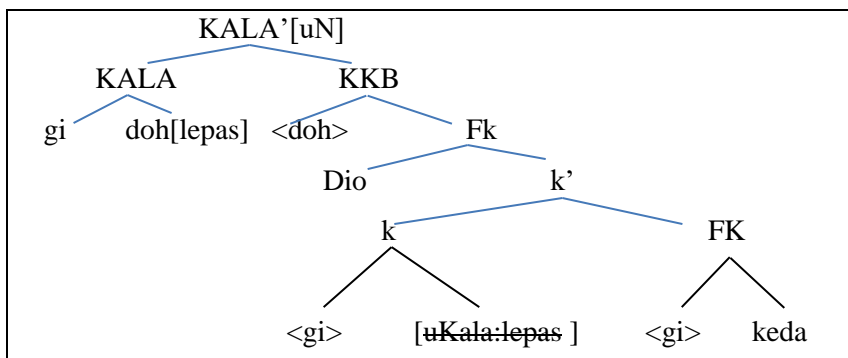 KALA’[uN]
KALA KKB
gi doh[lepas] <doh> Fk
Dio k’
k FK
<gi> [uKala:lepas ] <gi> keda